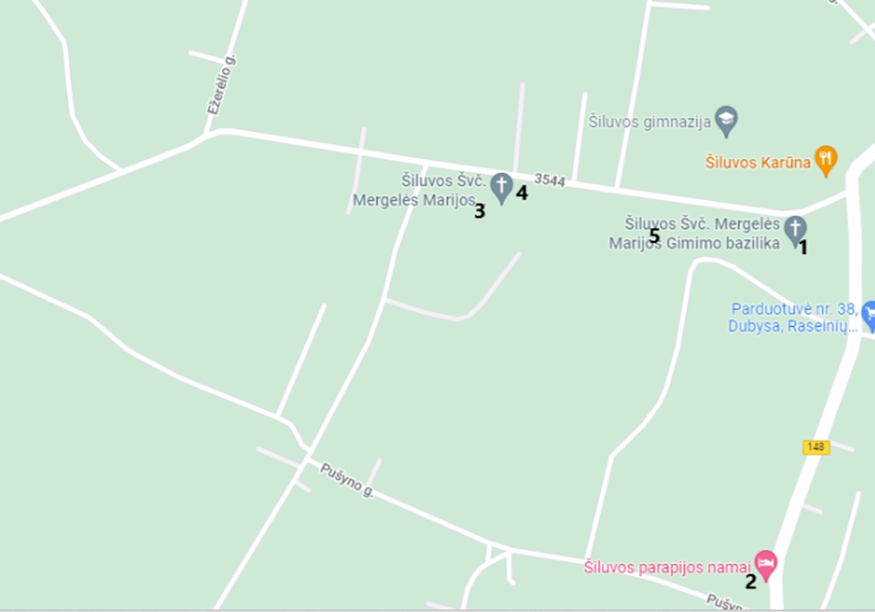 Ežerėlio g.
Šiluvos gimnazija
Šiluvos Karūna
3544
Šiluvos Švč.
Mergelės Marijos
4
3
Šiluvos Švč. Mergelės
Marijos Gimimo bazilika
5
1
Parduotuvė nr. 38,
Dubysa, Raseinių...
148
Pušyno g.
Šiluvos parapijos namai
2